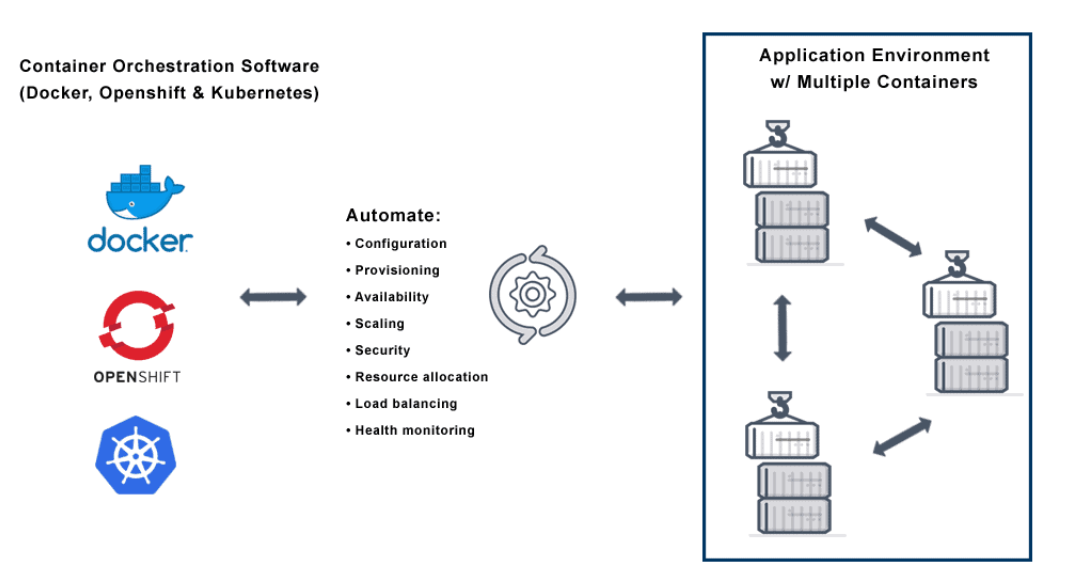 Container Orchestration Software
(Docker, Openshift & Kubernetes)
docker
OPENSHIFT
Automate:
• Configuration
• Provisioning
• Availability
• Scaling
• Security
• Resource allocation
• Load balancing
• Health monitoring
Application Environment
w/ Multiple Containers